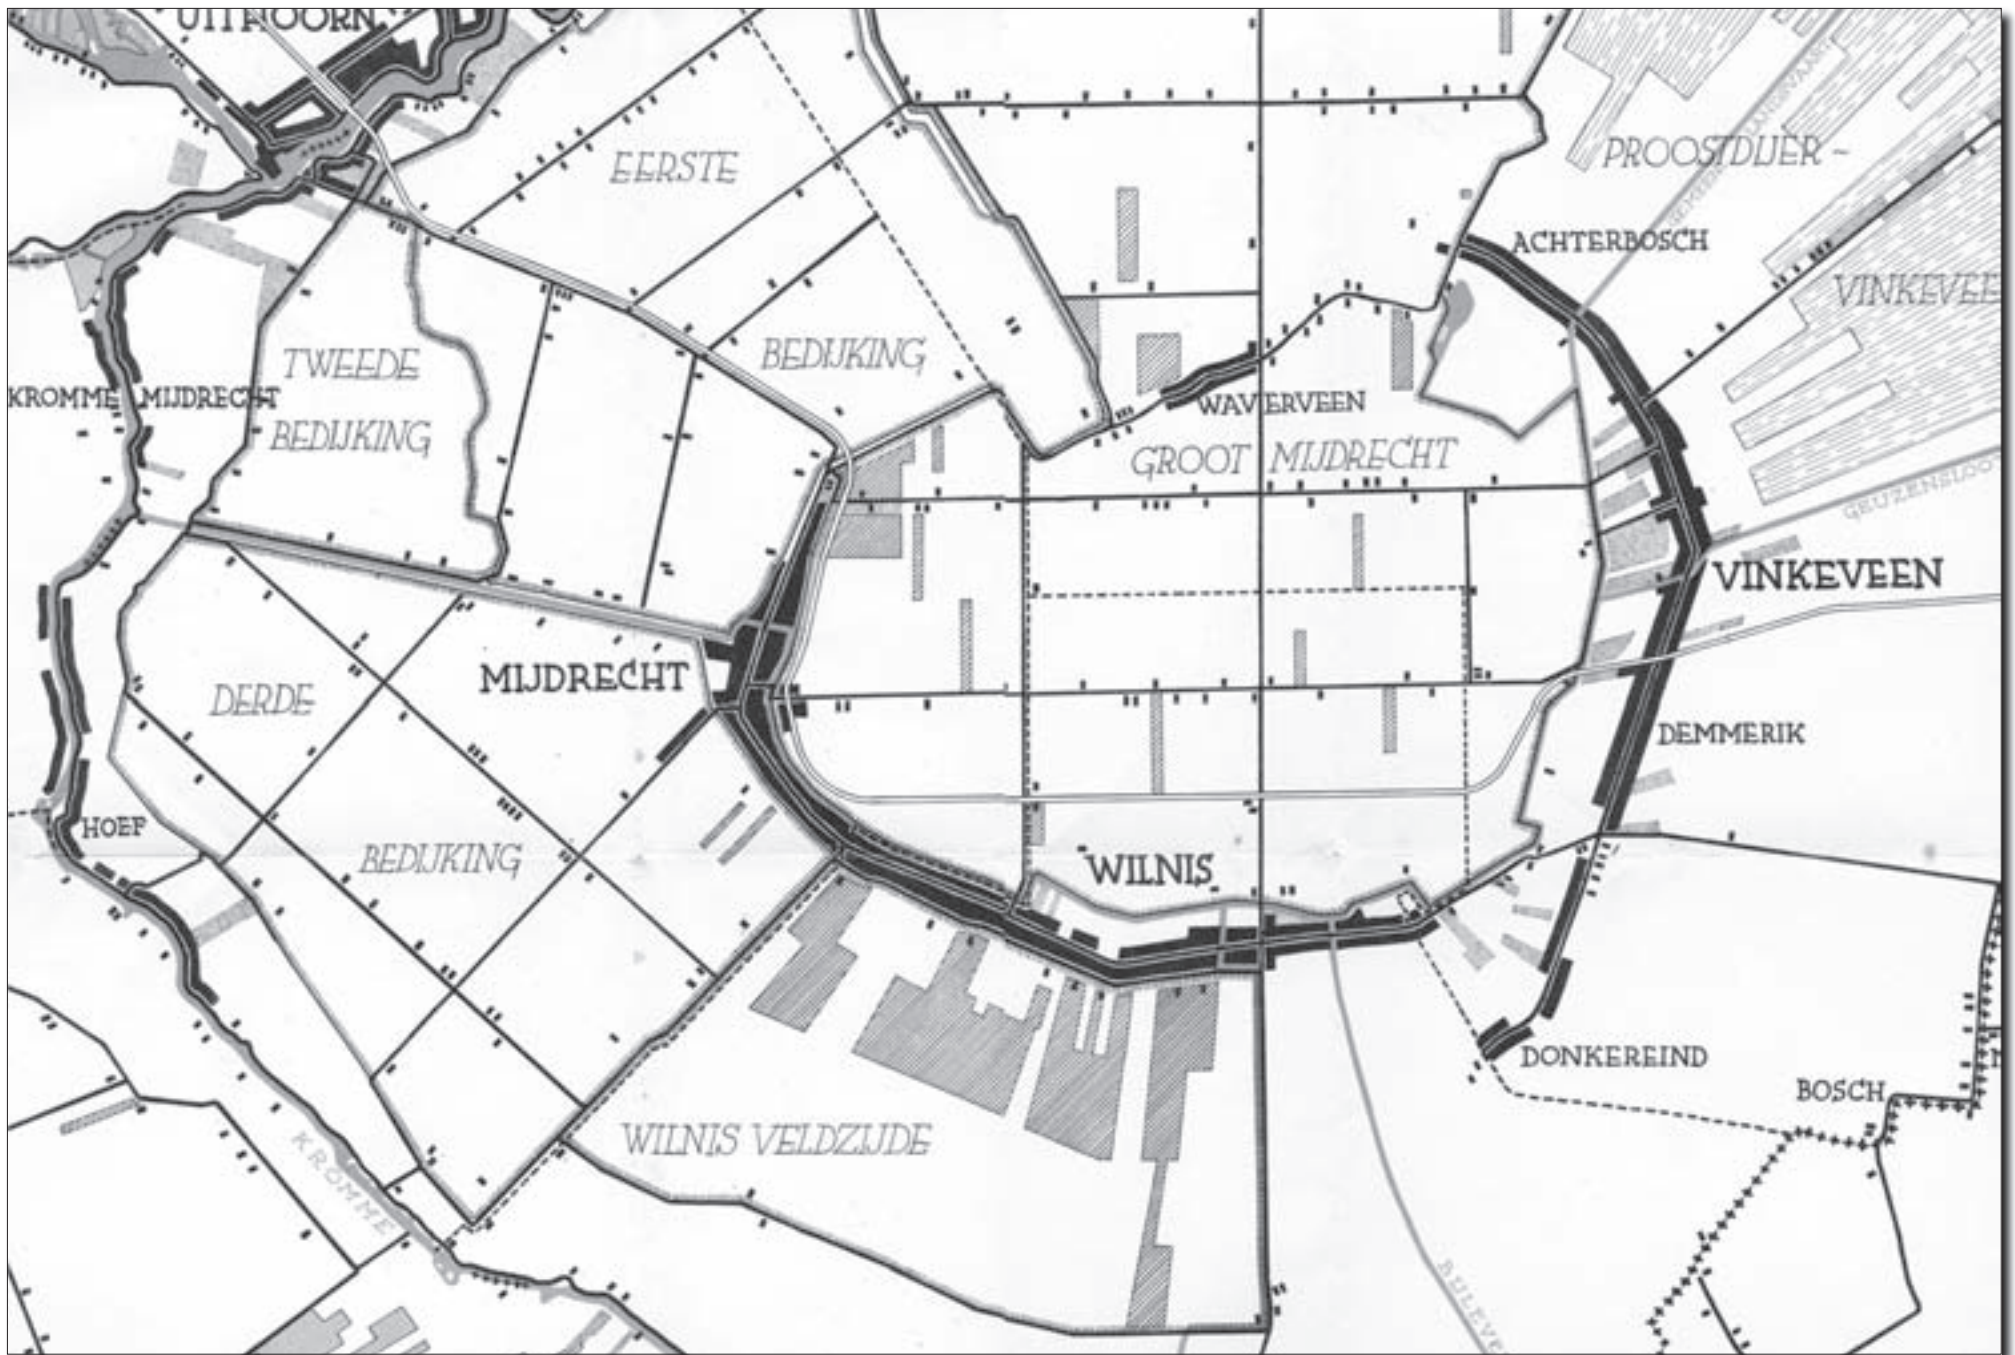 UITHOORN
EERSTE
PROOSTDIJER -
ACHTERBOSCH
VINKEVEE
TWEEDE
BEDIJKING
KROMME MIJDRECHT
WAVERVEEN
BEDIJKING
GROOT MIJDRECHT
GEUZENSLOOT
VINKEVEEN
MIJDRECHT
DERDE
DEMMERIK
HOEF
BEDIJKING
WILNIS
DONKEREIND
BOSCH
WILNIS VELDZIJDE
KROMME